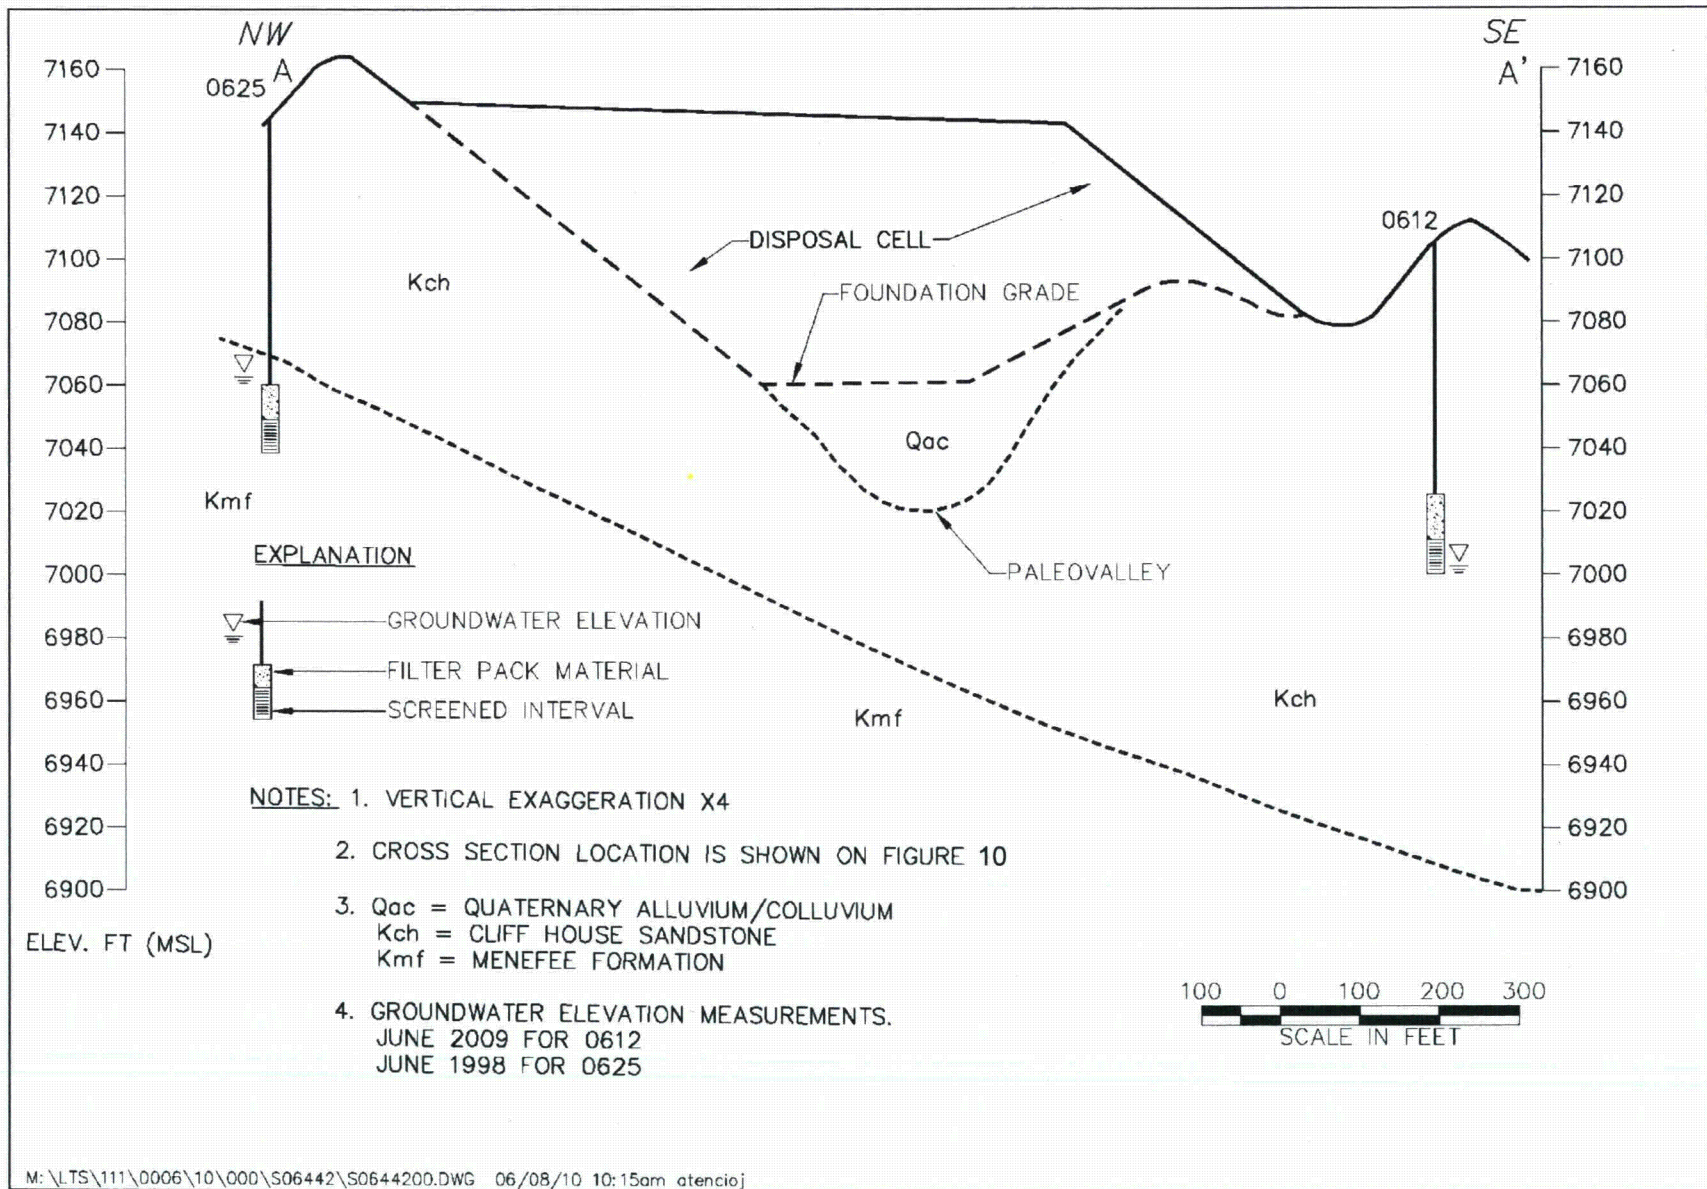 NW
SE
A
A'
0625
0612
7160
7140
7120
7100
7080
7060
7040
7020
7000
6980
6960
6940
6920
6900
7160
7140
7120
7100
7080
7060
7040
7020
7000
6980
6960
6940
6920
6900
DISPOSAL CELL
Kch
FOUNDATION GRADE
Qac
Kmf
PALEOVALLEY
EXPLANATION
GROUNDWATER ELEVATION
FILTER PACK MATERIAL
SCREENED INTERVAL
Kch
Kmf
NOTES: 1. VERTICAL EXAGGERATION X4
2. CROSS SECTION LOCATION IS SHOWN ON FIGURE 10
3. Qac = QUATERNARY ALLUVIUM/COLLUVIUM
Kch = CLIFF HOUSE SANDSTONE
Kmf = MENEFEE FORMATION
ELEV. FT (MSL)
4. GROUNDWATER ELEVATION MEASUREMENTS.
JUNE 2009 FOR 0612
JUNE 1998 FOR 0625
100 0 100 200 300
SCALE IN FEET
M:\LTS\111\0006\10\000\S06442\S0644200.DWG 06/08/10 10:15am atencioj